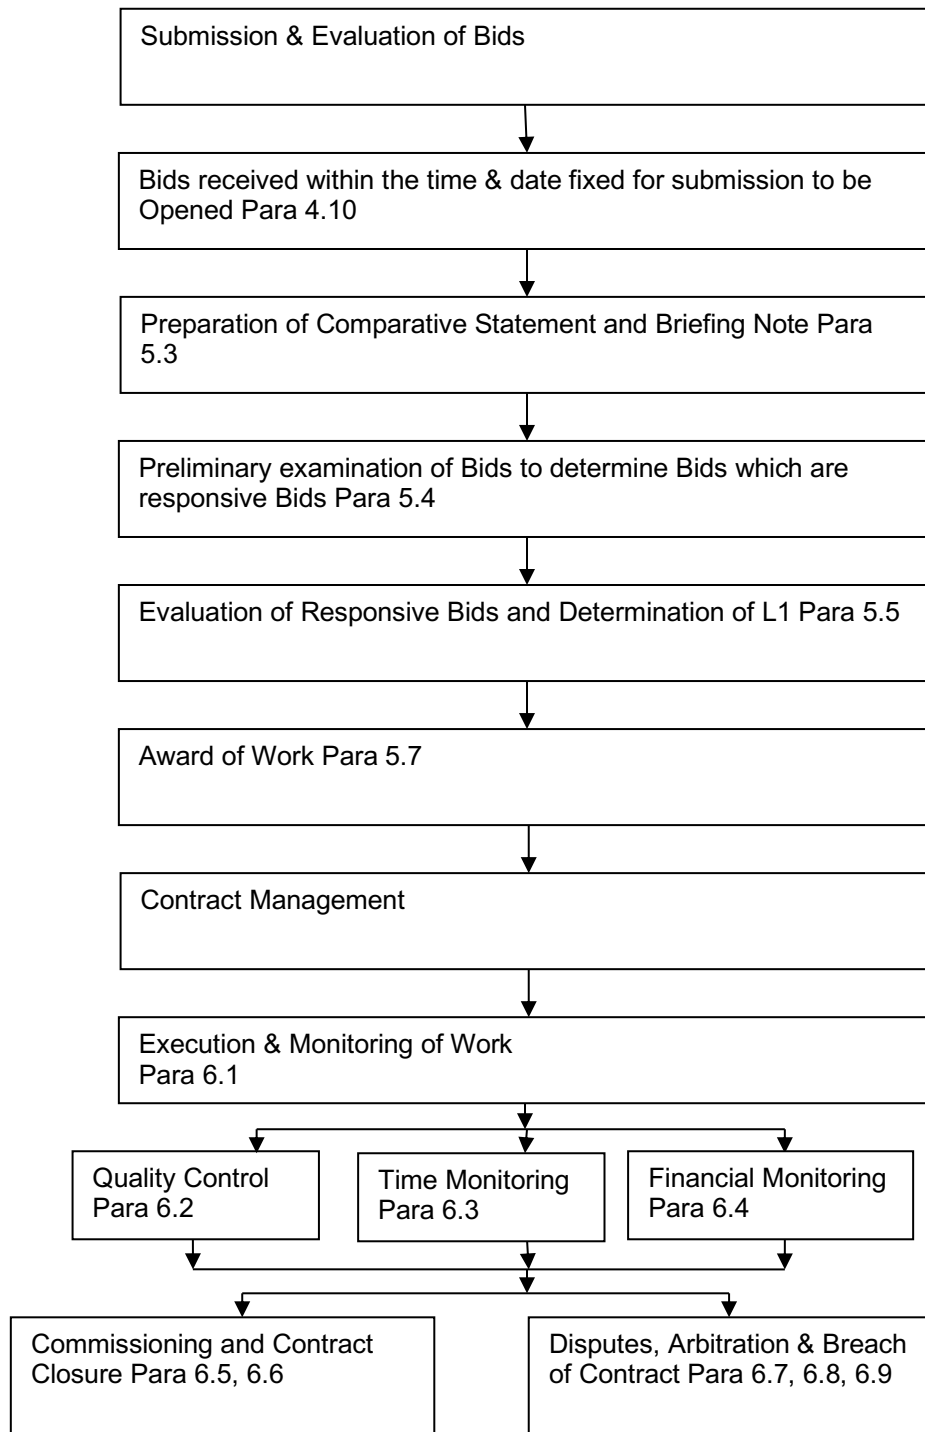 Submission & Evaluation of Bids
Bids received within the time & date fixed for submission to be
Opened Para 4.10
Preparation of Comparative Statement and Briefing Note Para
5.3
Preliminary examination of Bids to determine Bids which are
responsive Bids Para 5.4
Evaluation of Responsive Bids and Determination of L1 Para 5.5
Award of Work Para 5.7
Contract Management
Execution & Monitoring of Work
Para 6.1
Quality Control
Para 6.2
Time Monitoring
Para 6.3
Financial Monitoring
Para 6.4
Commissioning and Contract
Closure Para 6.5, 6.6
Disputes, Arbitration & Breach
of Contract Para 6.7, 6.8, 6.9